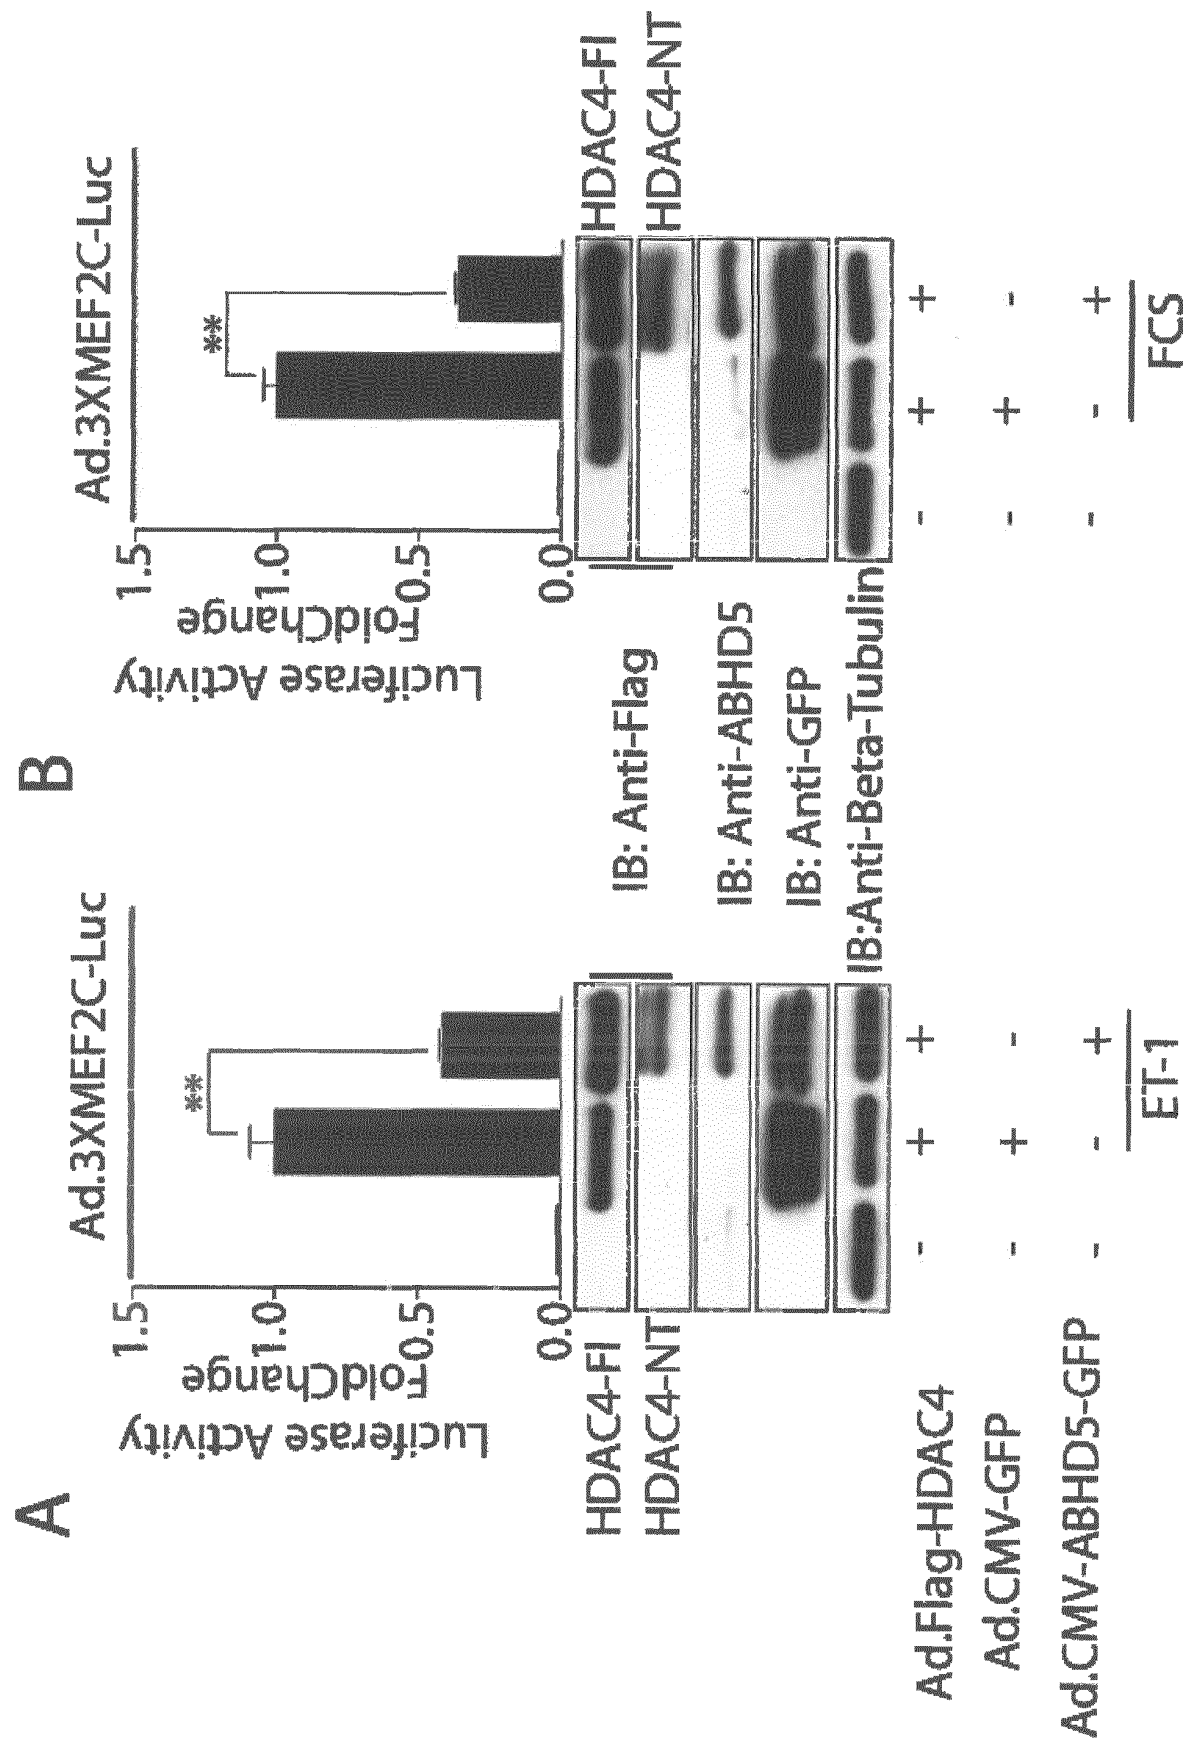 A
Ad.3XMEF2C-Luc
Luciferase Activity
FoldChange
1.5
1.0
0.5
0.0
**
HDAC4-Fl
HDAC4-NT
B
Ad.3XMEF2C-Luc
Luciferase Activity
FoldChange
1.5
1.0
0.5
0.0
**
HDAC4-Fl
HDAC4-NT
IB: Anti-Flag
IB: Anti-ABHD5
IB: Anti-GFP
IB:Anti-Beta-Tubulin
Ad.Flag-HDAC4 - + + - + +
Ad.CMV-GFP - + - - + -
Ad.CMV-ABHD5-GFP - - + - - +
ET-1
FCS